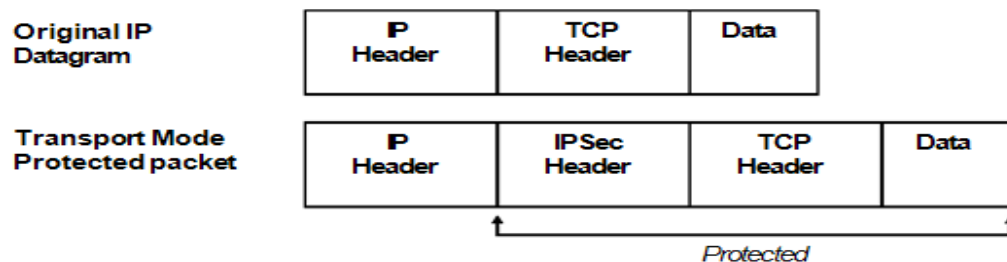 Original IP
Datagram
IP
Header
TCP
Header
Data
Transport Mode
Protected packet
IP
Header
IPSec
Header
TCP
Header
Data
Protected